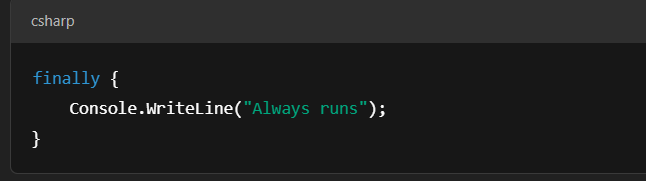 csharp
finally {
    Console.WriteLine("Always runs");
}